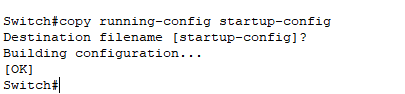 Switch#copy running-config startup-config
Destination filename [startup-config]?
Building configuration...
[OK]
Switch#